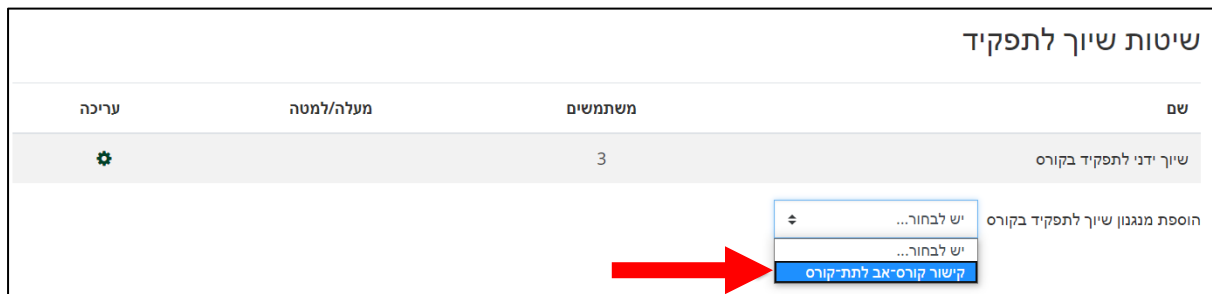 שיטות שיוך לתפקיד
שם משתמשים מעלה/למטה עריכה
שיוך ידני לתפקיד בקורס 3
הוספת מנגנון שיוך לתפקיד בקורס יש לבחור...
יש לבחור...
קישור קורס-אב לתת-קורס